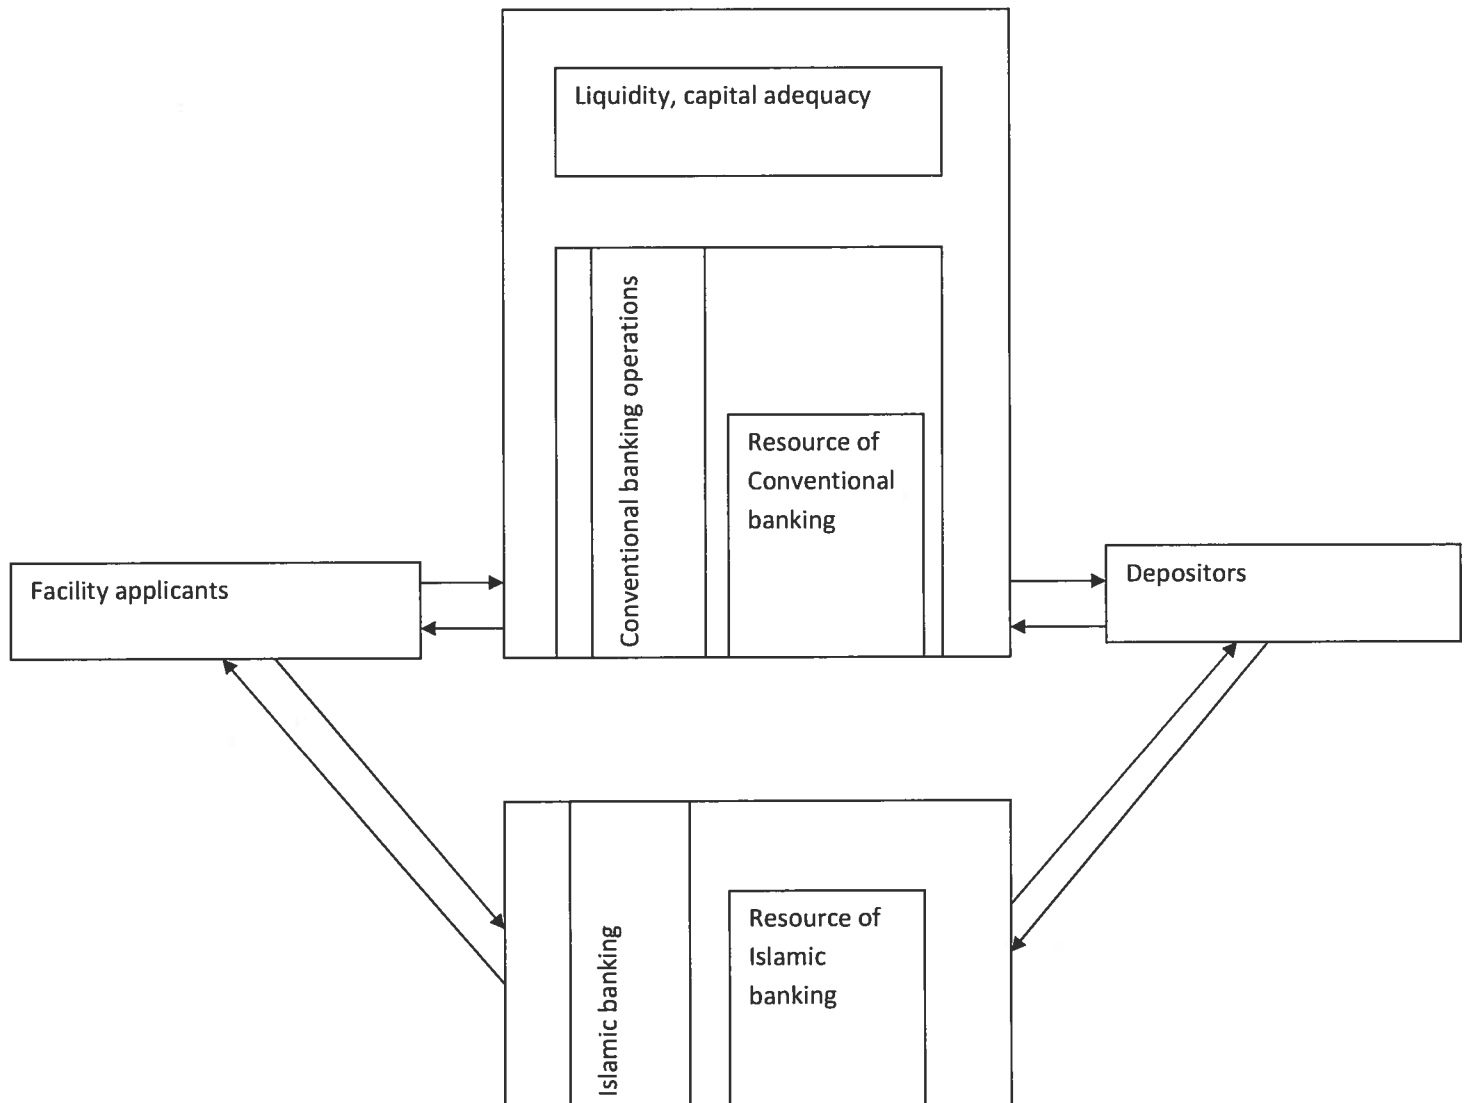 Liquidity, capital adequacy
Conventional banking operations
Resource of
Conventional
banking
Facility applicants
Depositors
Islamic banking
Resource of
Islamic
banking